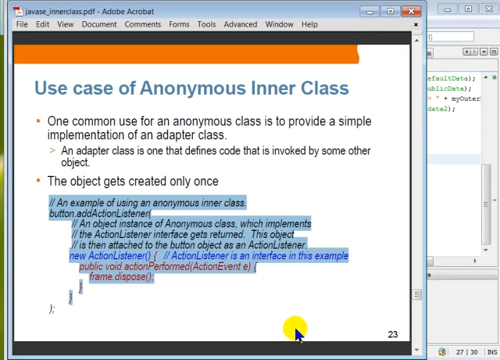 javase_innerclass.pdf - Adobe Acrobat
File Edit View Document Comments Forms Tools Advanced Window Help
Use case of Anonymous Inner Class
• One common use for an anonymous class is to provide a simple
implementation of an adapter class.
> An adapter class is one that defines code that is invoked by some other
object.
• The object gets created only once
// An example of using an anonymous inner class.
button.addActionListener(
// An object instance of Anonymous class, which implements
// the ActionListener interface gets returned. This object
// is then attached to the button object as an ActionListener.
new ActionListener() { // ActionListener is an interface in this example
public void actionPerformed(ActionEvent e) {
frame.dispose();
}
}
);
23
efaultData);
ublicData);
= " + myOuter
data2);
27 | 30
INS